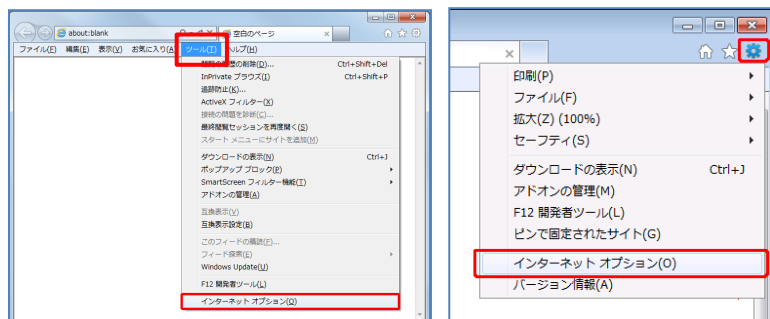 about:blank
空白のページ
ファイル(F) 編集(E) 表示(V) お気に入り(A) ツール(T) ヘルプ(H)
閲覧の履歴の削除(D)... Ctrl+Shift+Del
InPrivate ブラウズ(I) Ctrl+Shift+P
追跡防止(K)...
ActiveX フィルター(X)
接続の問題を診断(C)...
最終閲覧セッションを再度開く(S)
スタート メニューにサイトを追加(M)
ダウンロードの表示(N) Ctrl+J
ポップアップ ブロック(P)
SmartScreen フィルター機能(T)
アドオンの管理(A)
互換表示(V)
互換表示設定(B)
このフィードの購読(F)...
フィード探索(E)
Windows Update(U)
F12 開発者ツール(L)
インターネット オプション(O)
印刷(P)
ファイル(F)
拡大(Z) (100%)
セーフティ(S)
ダウンロードの表示(N) Ctrl+J
アドオンの管理(M)
F12 開発者ツール(L)
ピンで固定されたサイト(G)
インターネット オプション(O)
バージョン情報(A)